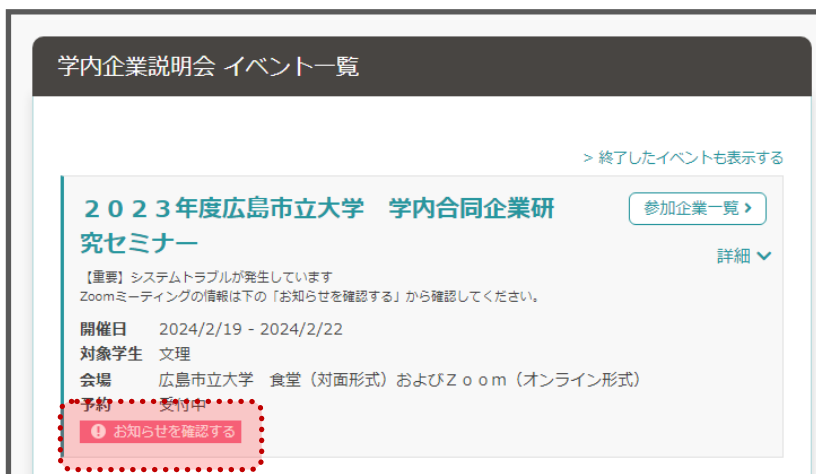 学内企業説明会 イベント一覧
> 終了したイベントも表示する
２０２３年度広島市立大学　学内合同企業研
究セミナー
参加企業一覧 >
詳細
【重要】システムトラブルが発生しています
Zoomミーティングの情報は下の「お知らせを確認する」から確認してください。
開催日 2024/2/19 - 2024/2/22
対象学生 文理
会場 広島市立大学　食堂（対面形式）およびＺｏｏｍ（オンライン形式）
予約 受付中
! お知らせを確認する